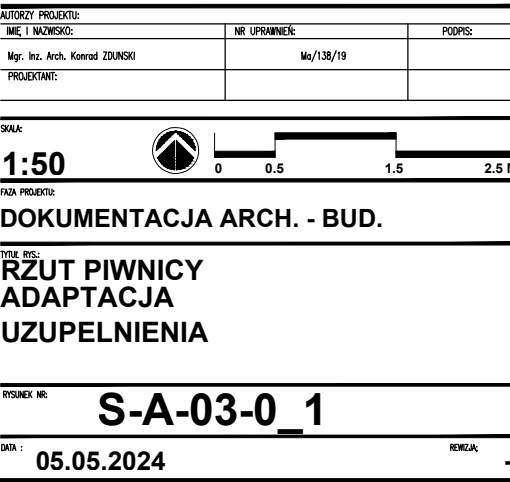 AUTORZY PROJEKTU:
IMIĘ I NAZWISKO: NR UPRAWNIEŃ: PODPIS:
Mgr. Inz. Arch. Konrad ZDUNSKI Ma/138/19
PROJEKTANT:
SKALA:
1:50
0 0.5 1.5 2.5
FAZA PROJEKTU:
DOKUMENTACJA ARCH. - BUD.
TYTUŁ RYS.:
RZUT PIWNICY
ADAPTACJA
UZUPELNIENIA
RYSUNEK NR:
S-A-03-0_1
DATA : REWIZJA;
05.05.2024 -